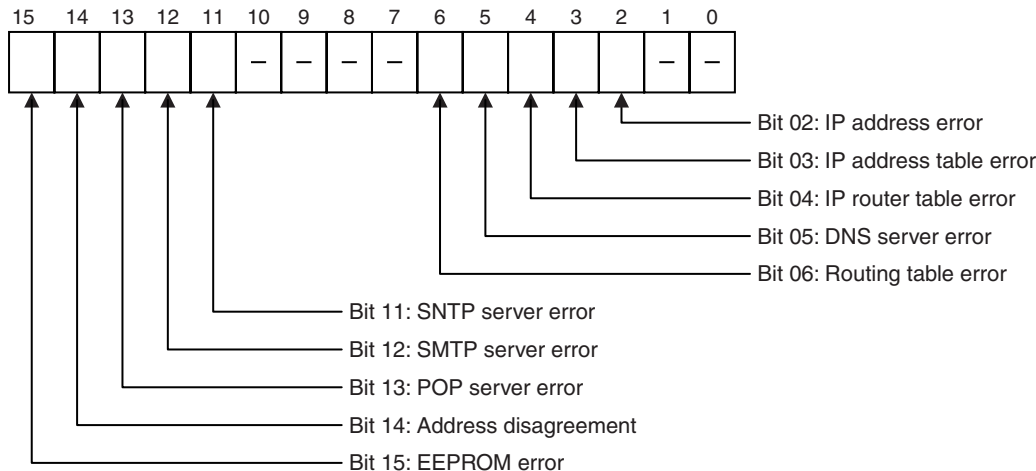 15 14 13 12 11 10 9 8 7 6 5 4 3 2 1 0
– – – – – –
Bit 02: IP address error
Bit 03: IP address table error
Bit 04: IP router table error
Bit 05: DNS server error
Bit 06: Routing table error
Bit 11: SNTP server error
Bit 12: SMTP server error
Bit 13: POP server error
Bit 14: Address disagreement
Bit 15: EEPROM error